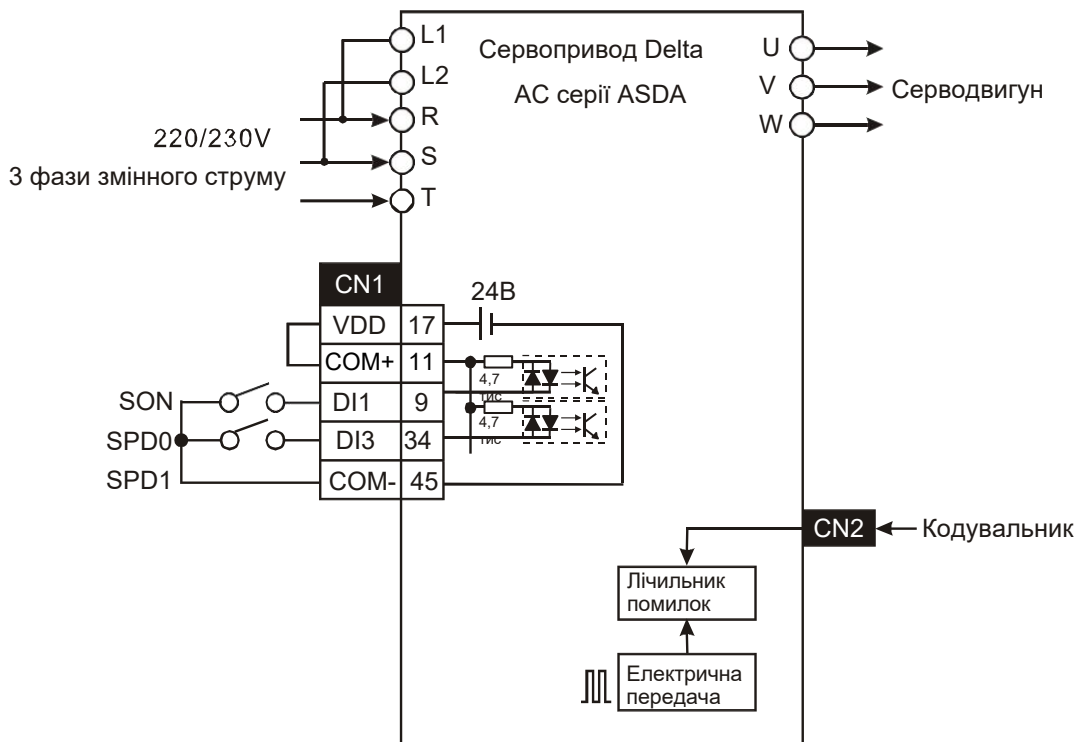 L1
Сервопривод Delta
АС серії ASDA
U
L2
V
Серводвигун
R
W
220/230V
S
3 фази змінного струму
T
CN1
24В
VDD 17
COM+ 11
4,7
тис
SON
DI1 9
4,7
тис
SPD0
DI3 34
SPD1
COM- 45
CN2
Кодувальник
Лічильник
помилок
Електрична
передача